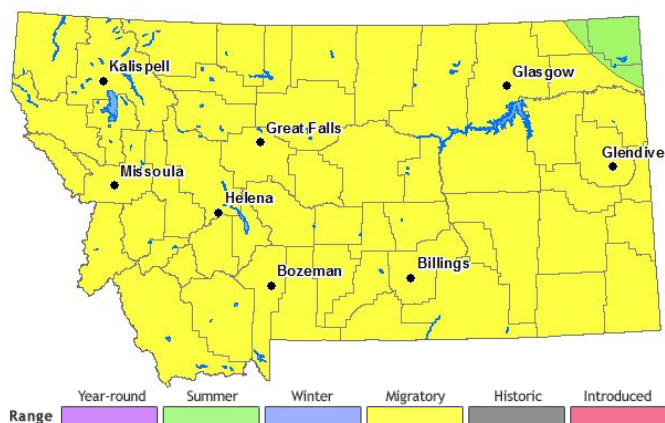 Kalispell
Glasgow
Great Falls
Glendive
Missoula
Helena
Bozeman
Billings
Year-round Summer Winter Migratory Historic Introduced
Range